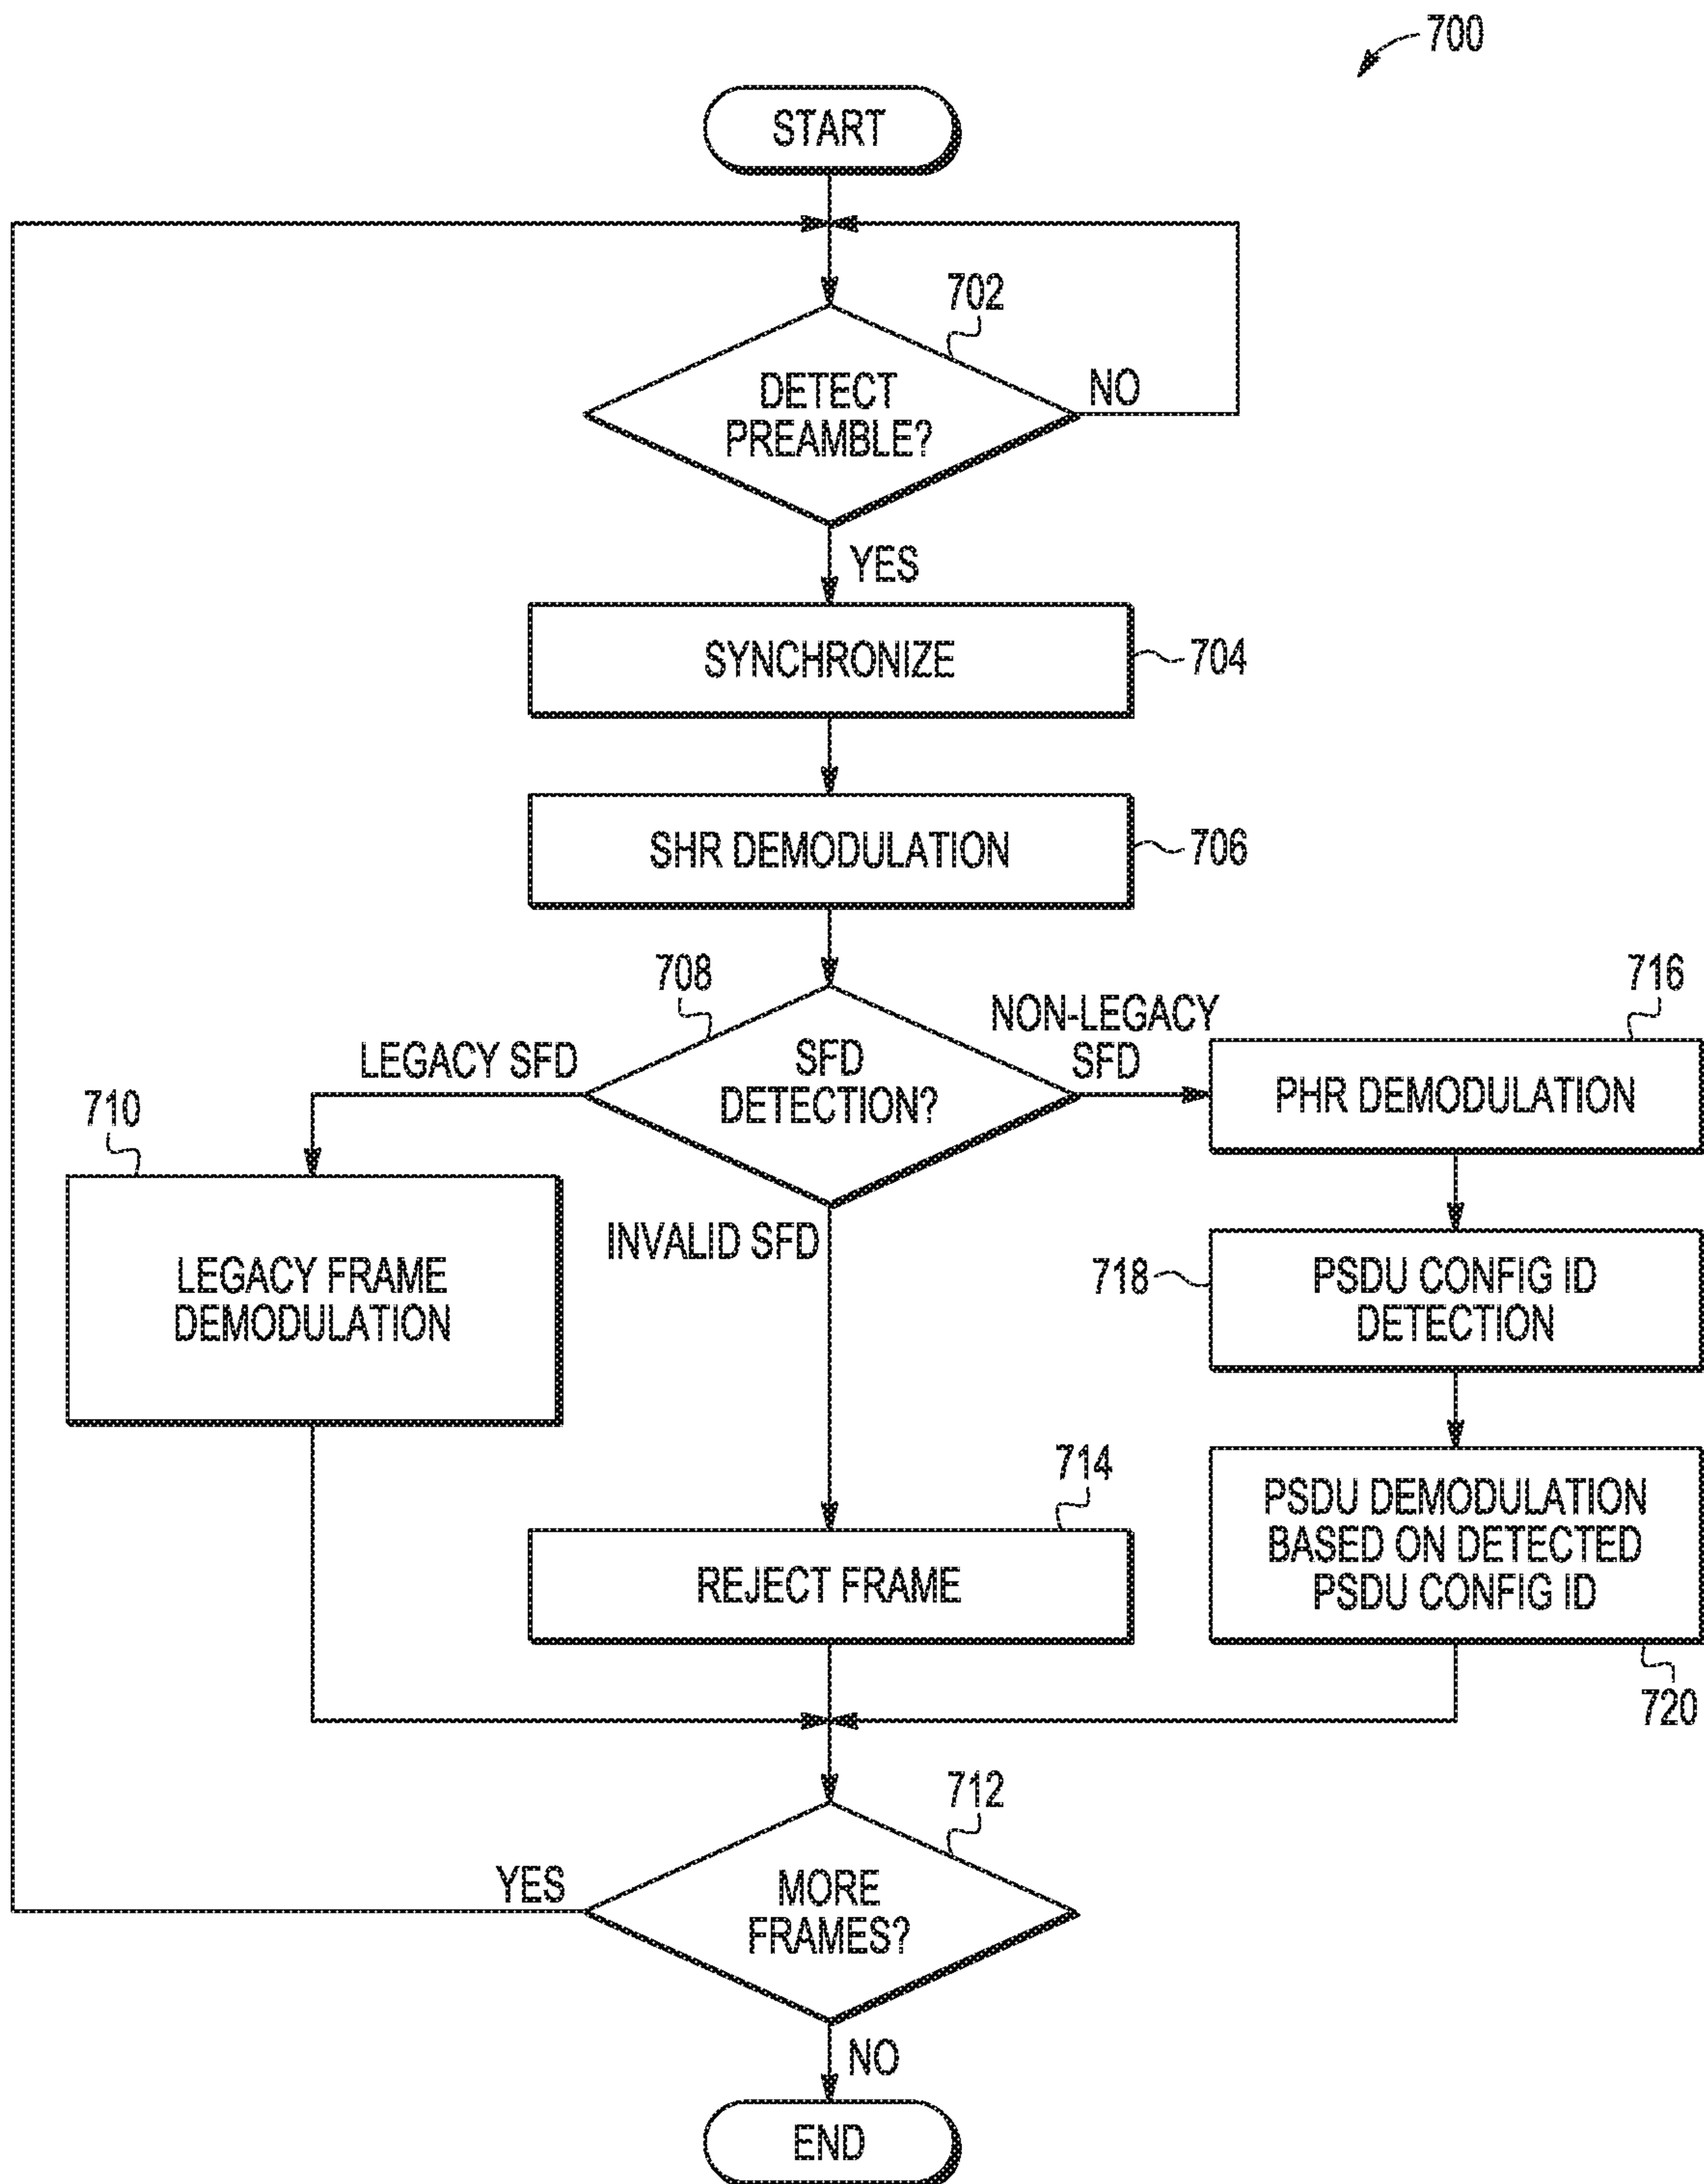 700
START
702
DETECT
PREAMBLE?
NO
YES
SYNCHRONIZE
704
SHR DEMODULATION
706
708
LEGACY SFD
SFD
DETECTION?
NON-LEGACY
SFD
716
PHR DEMODULATION
710
LEGACY FRAME
DEMODULATION
INVALID SFD
718
PSDU CONFIG ID
DETECTION
714
REJECT FRAME
PSDU DEMODULATION
BASED ON DETECTED
PSDU CONFIG ID
720
712
YES
MORE
FRAMES?
NO
END